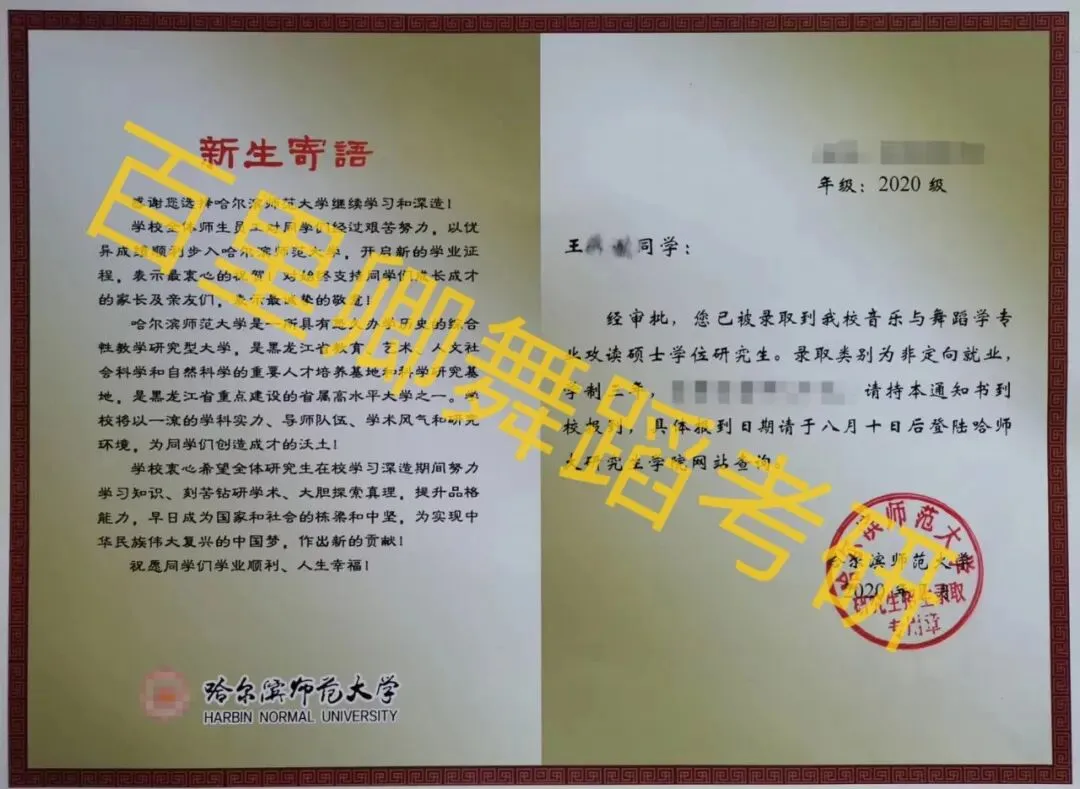 新生寄語
感谢您选择哈尔滨师范大学继续学习和深造！
学校全体师生员工对同学们经过艰苦努力，以优
异成绩顺利步入哈尔滨师范大学，开启新的学业征
程，表示最衷心的祝贺！对始终支持同学们成长成才
的家长及亲友们，表示最诚挚的敬意！
哈尔滨师范大学是一所具有悠久办学历史的综合
性教学研究型大学，是黑龙江省教育、艺术、人文社
会科学和自然科学的重要人才培养基地和科学研究基
地，是黑龙江省重点建设的省属高水平大学之一。学
校将以一流的学科实力、导师队伍、学术风气和研究
环境，为同学们创造成才的沃土！
学校衷心希望全体研究生在校学习深造期间努力
学习知识、刻苦钻研学术、大胆探索真理，提升品格
能力，早日成为国家和社会的栋梁和中坚，为实现中
华民族伟大复兴的中国梦，作出新的贡献！
祝愿同学们学业顺利、人生幸福！
哈尔滨师范大学
HARBIN NORMAL UNIVERSITY
年级：2020 级
王 同学：
经审批，您已被录取到我校音乐与舞蹈学专
业攻读硕士学位研究生。录取类别为非定向就业，
学制三年， 请持本通知书到
校报到，具体报到日期请于八月十日后登陆哈师
大研究生学院网站查询。
哈尔滨师范大学
2020 年 月
哈尔滨师范大学
研究生招生录取
专用章
百里卿舞蹈考研